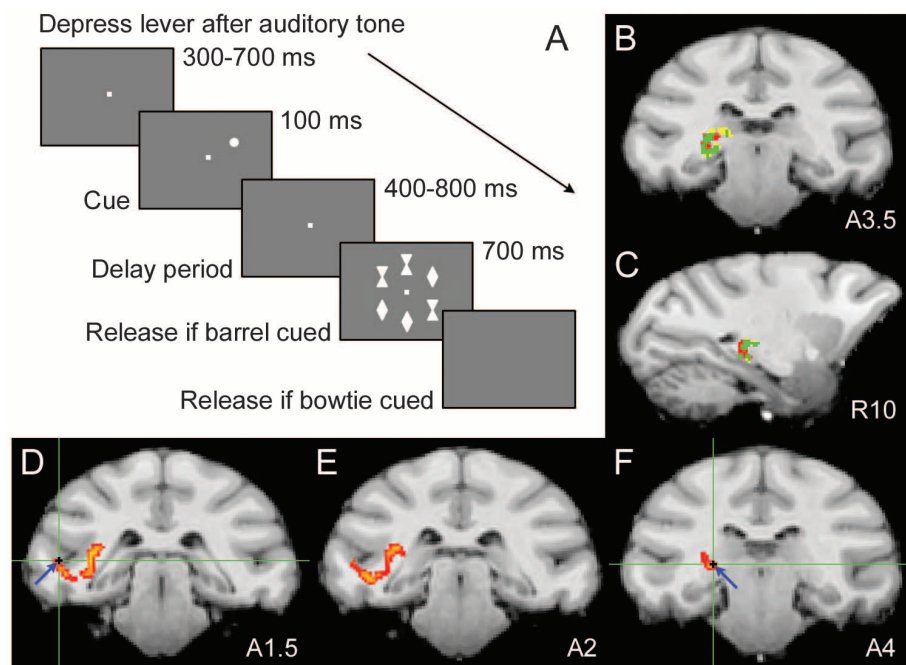 Depress lever after auditory tone
A
300-700 ms
100 ms
Cue
400-800 ms
Delay period
700 ms
Release if barrel cued
Release if bowtie cued
B
A3.5
C
R10
D
A1.5
E
A2
F
A4